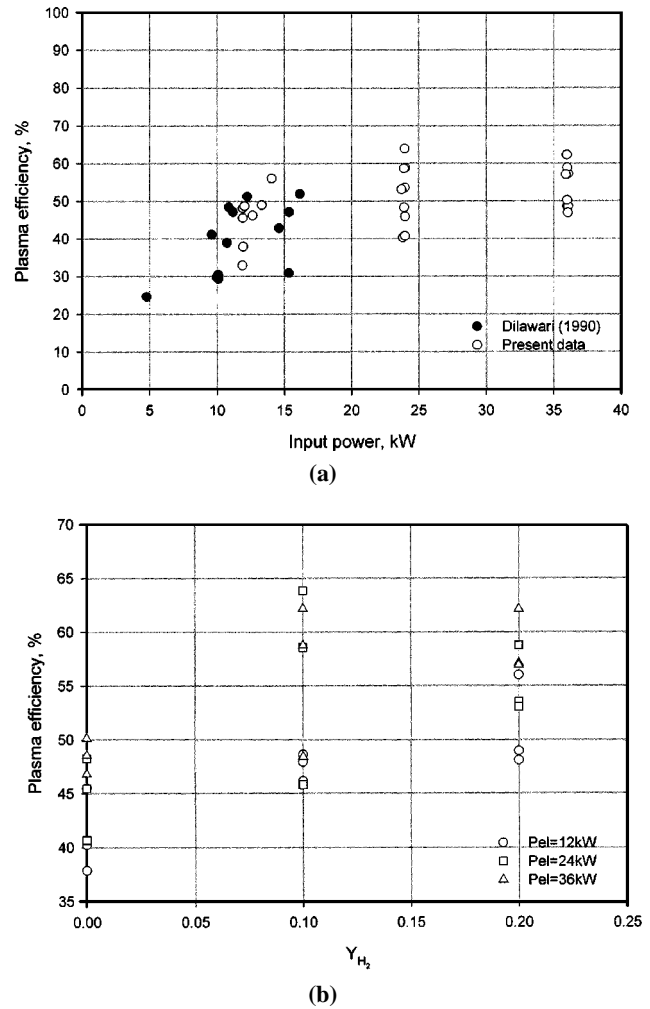 100
90
80
70
60
50
40
30
20
10
0
Plasma efficiency, %
Dilawari (1990)
Present data
0 5 10 15 20 25 30 35 40
Input power, kW
(a)
70
65
60
55
50
45
40
35
Plasma efficiency, %
Pel=12kW
Pel=24kW
Pel=36kW
0.00 0.05 0.10 0.15 0.20 0.25
Y_H₂
(b)